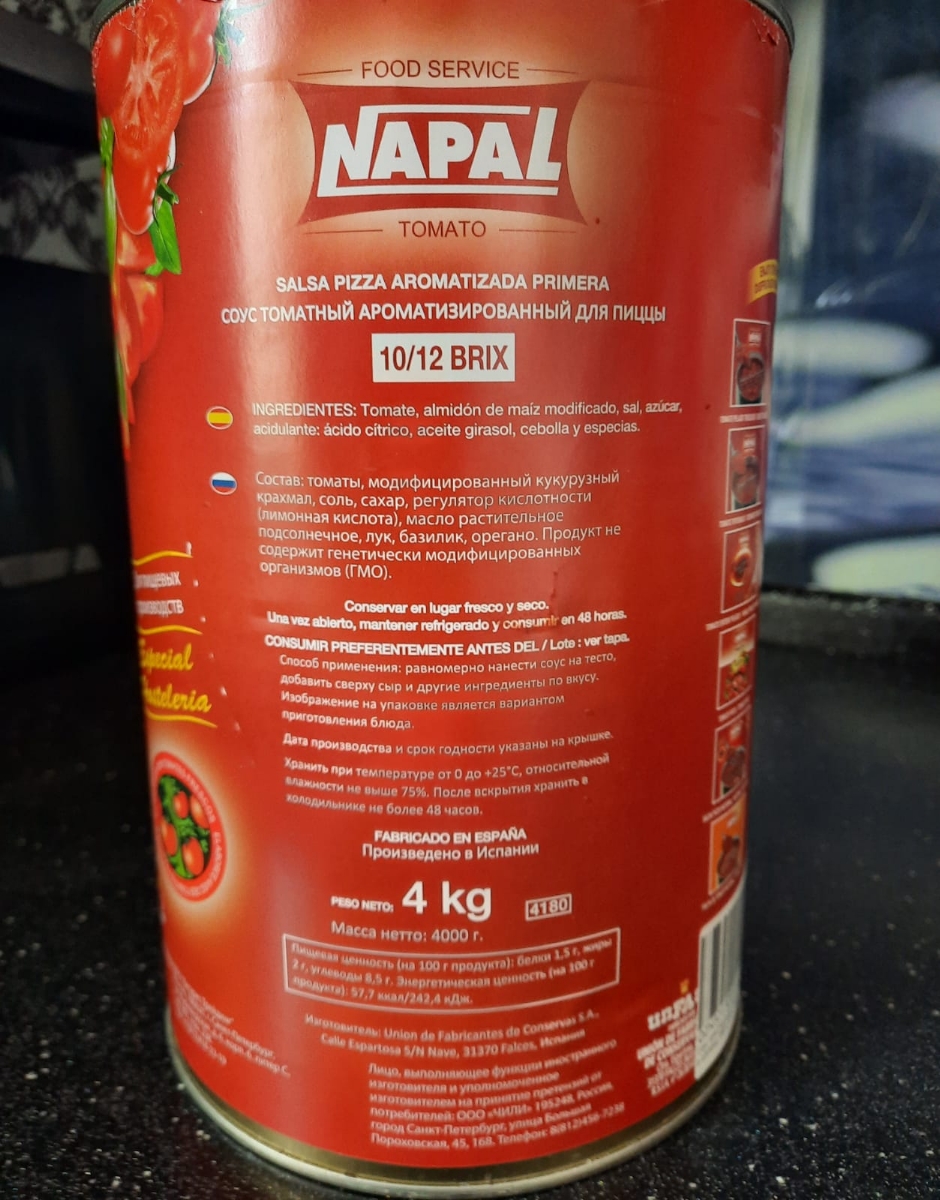 FOOD SERVICE
NAPAL
TOMATO
SALSA PIZZA AROMATIZADA PRIMERA
СОУС ТОМАТНЫЙ АРОМАТИЗИРОВАННЫЙ ДЛЯ ПИЦЦЫ
10/12 BRIX
INGREDIENTES: Tomate, almidón de maíz modificado, sal, azúcar,
acidulante: ácido cítrico, aceite girasol, cebolla y especias.
Состав: томаты, модифицированный кукурузный
крахмал, соль, сахар, регулятор кислотности
(лимонная кислота), масло растительное
подсолнечное, лук, базилик, орегано. Продукт не
содержит генетически модифицированных
организмов (ГМО).
Conservar en lugar fresco y seco.
Una vez abierto, mantener refrigerado y consumir en 48 horas.
CONSUMIR PREFERENTEMENTE ANTES DEL / Lote : ver tapa.
Способ применения: равномерно нанести соус на тесто,
добавить сверху сыр и другие ингредиенты по вкусу.
Изображение на упаковке является вариантом
приготовления блюда.
Дата производства и срок годности указаны на крышке.
Хранить при температуре от 0 до +25°С, относительной
влажности не выше 75%. После вскрытия хранить в
холодильнике не более 48 часов.
FABRICADO EN ESPAÑA
Произведено в Испании
PESO NETO: 4 kg 4180
Масса нетто: 4000 г.
Пищевая ценность (на 100 г продукта): белки 1,5 г, жиры
2 г, углеводы 8,5 г. Энергетическая ценность (на 100 г
продукта): 57,7 ккал/242,4 кДж.
Изготовитель: Union de Fabricantes de Conservas S.A.,
Calle Espartosa S/N Nave, 31370 Falces, Испания
Лицо, выполняющее функции иностранного
изготовителя и уполномоченное
изготовителем на принятие претензий от
потребителей: ООО «ЧИЛИ» 195248, Россия,
город Санкт-Петербург, улица Большая
Пороховская, 45, 168. Телефон: 8(812)456-7238